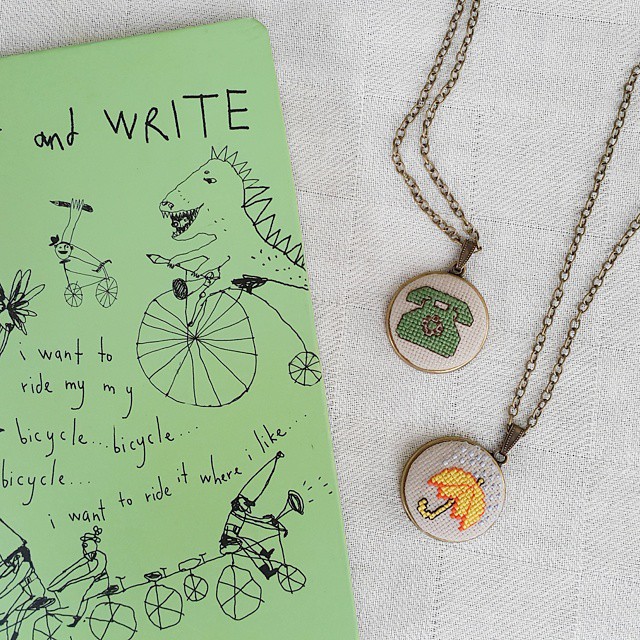 and WRITE
i want to
ride my my
bicycle...bicycle...
bicycle...
i want to ride it where i like...